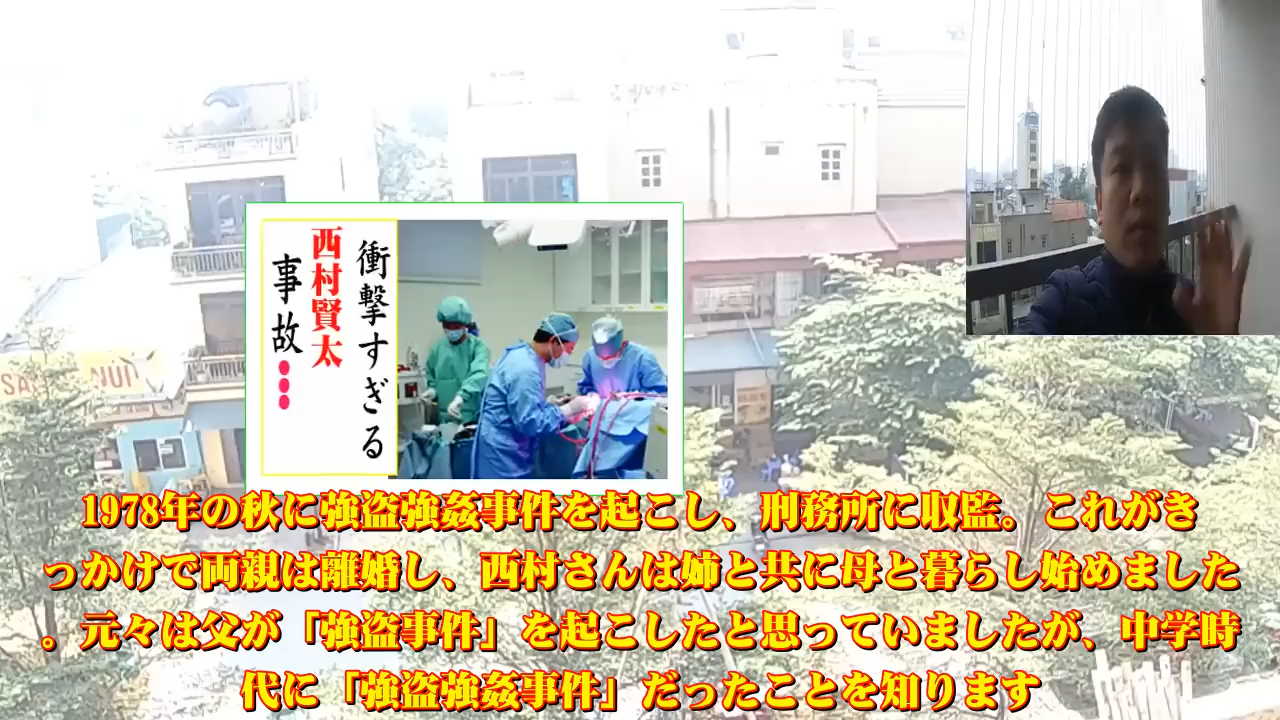 衝撃すぎる
西村賢太
事故•••
1978年の秋に強盗強姦事件を起こし、刑務所に収監。これがき
っかけで両親は離婚し、西村さんは姉と共に母と暮らし始めました
。元々は父が「強盗事件」を起こしたと思っていましたが、中学時
代に「強盗強姦事件」だったことを知ります